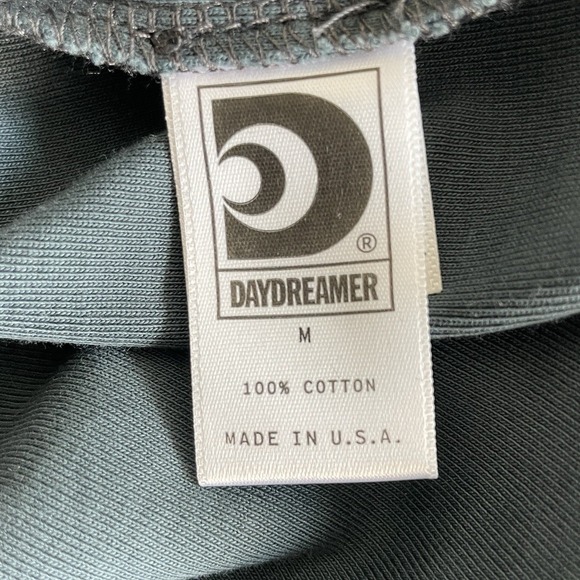 ®
DAYDREAMER
M
100% COTTON
MADE IN U.S.A.